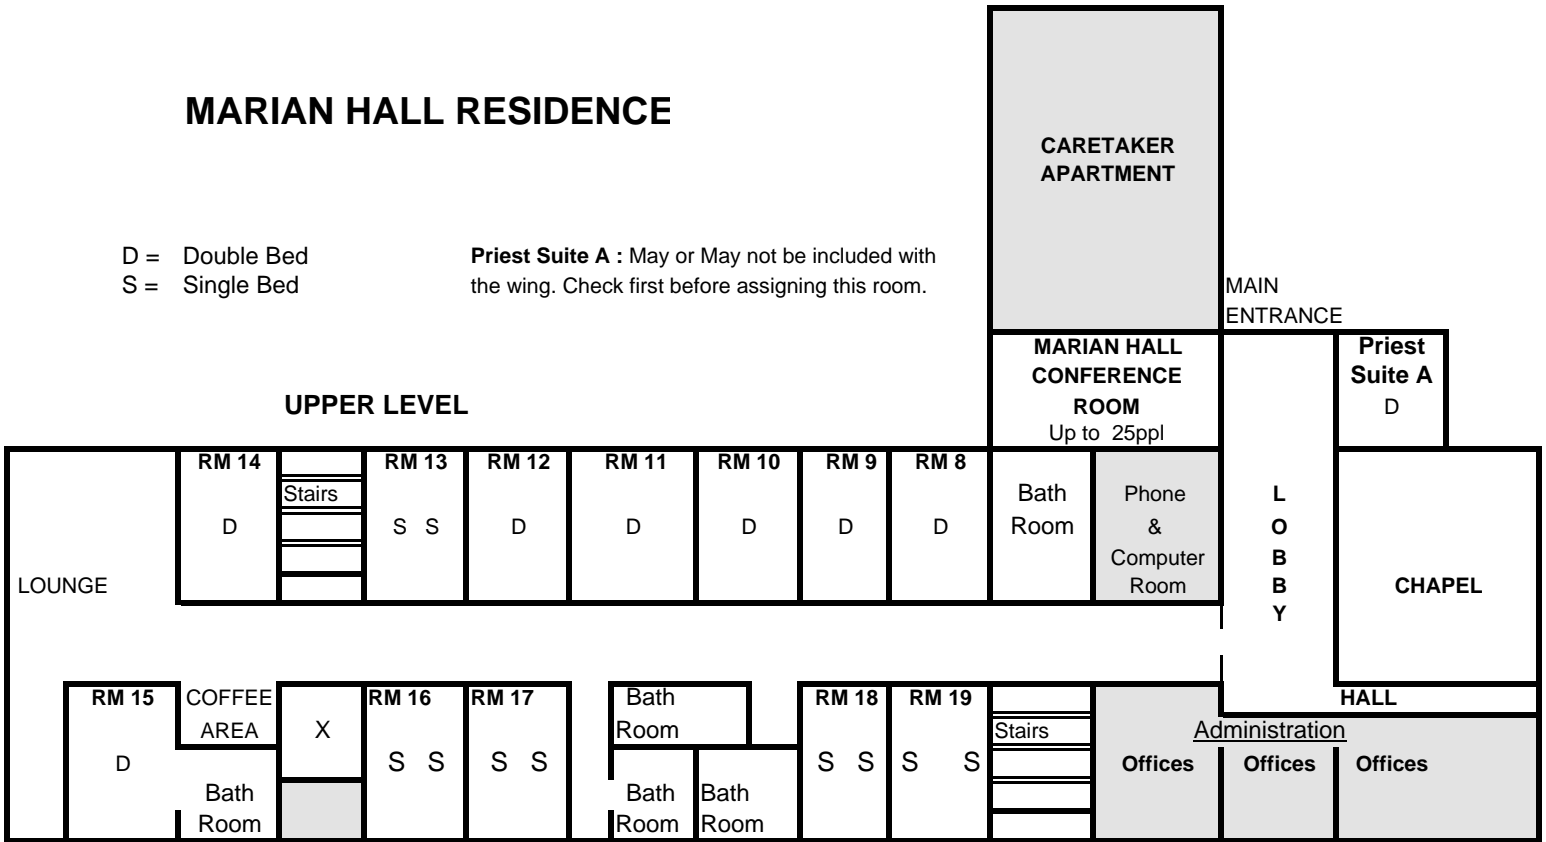 MARIAN HALL RESIDENCE
CARETAKER
APARTMENT
D = Double Bed
S = Single Bed
Priest Suite A : May or May not be included with
the wing. Check first before assigning this room.
MAIN
ENTRANCE
MARIAN HALL
CONFERENCE
ROOM
Up to 25ppl
Priest
Suite A
D
UPPER LEVEL
RM 14
D
Stairs
RM 13
S S
RM 12
D
RM 11
D
RM 10
D
RM 9
D
RM 8
D
Bath
Room
Phone
&
Computer
Room
L
O
B
B
Y
LOUNGE
CHAPEL
RM 15
D
COFFEE
AREA
Bath
Room
X
RM 16
S S
RM 17
S S
Bath
Room
Bath
Room
Bath
Room
RM 18
S S
RM 19
S S
Stairs
HALL
Administration
Offices
Offices
Offices